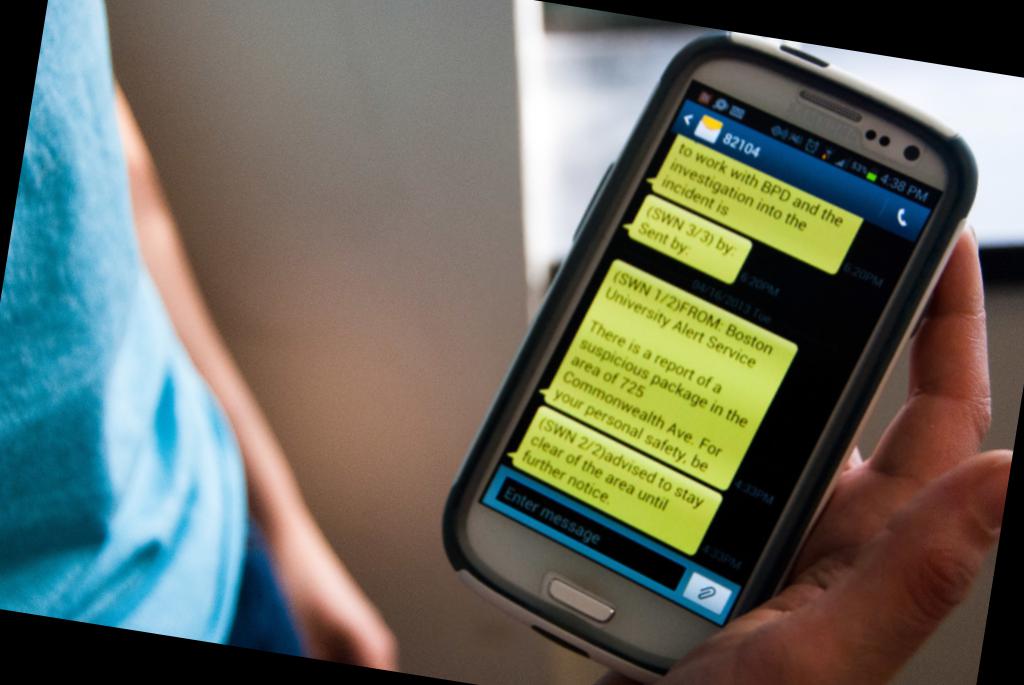 53% 4:38 PM
82104
to work with BPD and the
investigation into the
incident is
6:20PM
(SWN 3/3) by:
Sent by:
6:20PM
04/16/2013 Tue
(SWN 1/2)FROM: Boston
University Alert Service
There is a report of a
suspicious package in the
area of 725
Commonwealth Ave. For
your personal safety, be
4:33PM
(SWN 2/2)advised to stay
clear of the area until
further notice.
4:33PM
Enter message